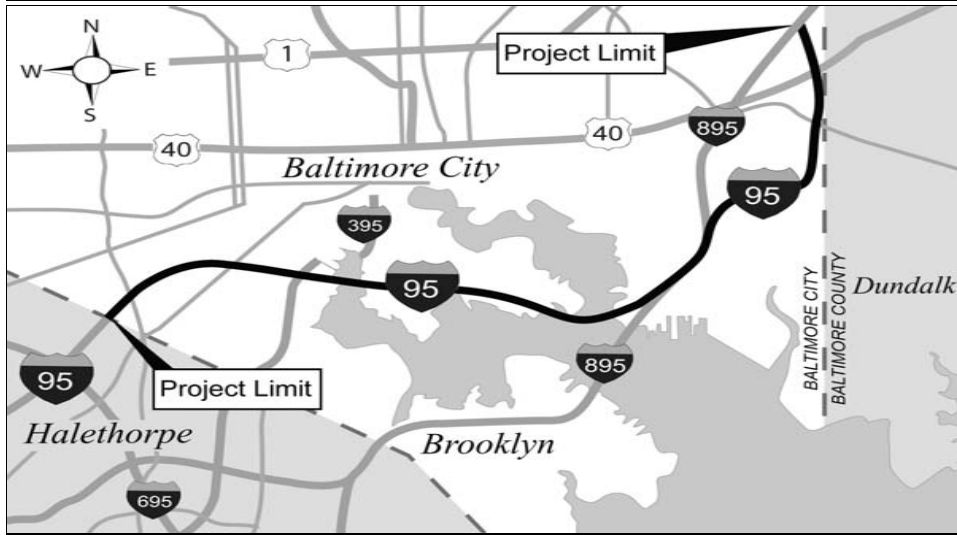 N
W E
S
1
Project Limit
40
40
895
Baltimore City
95
395
95
BALTIMORE CITY
BALTIMORE COUNTY
Dundalk
895
95
Project Limit
Halethorpe
Brooklyn
695